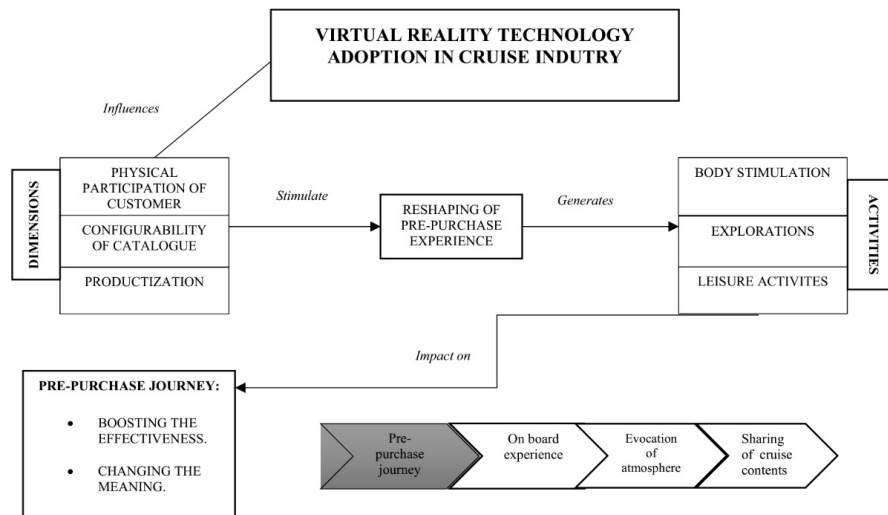 VIRTUAL REALITY TECHNOLOGY
ADOPTION IN CRUISE INDUTRY
Influences
DIMENSIONS
PHYSICAL
PARTICIPATION OF
CUSTOMER
CONFIGURABILITY
OF CATALOGUE
PRODUCTIZATION
Stimulate
RESHAPING OF
PRE-PURCHASE
EXPERIENCE
Generates
BODY STIMULATION
EXPLORATIONS
LEISURE ACTIVITES
ACTIVITIES
Impact on
PRE-PURCHASE JOURNEY:
• BOOSTING THE
EFFECTIVENESS.
• CHANGING THE
MEANING.
Pre-
purchase
journey
On board
experience
Evocation
of
atmosphere
Sharing
of cruise
contents